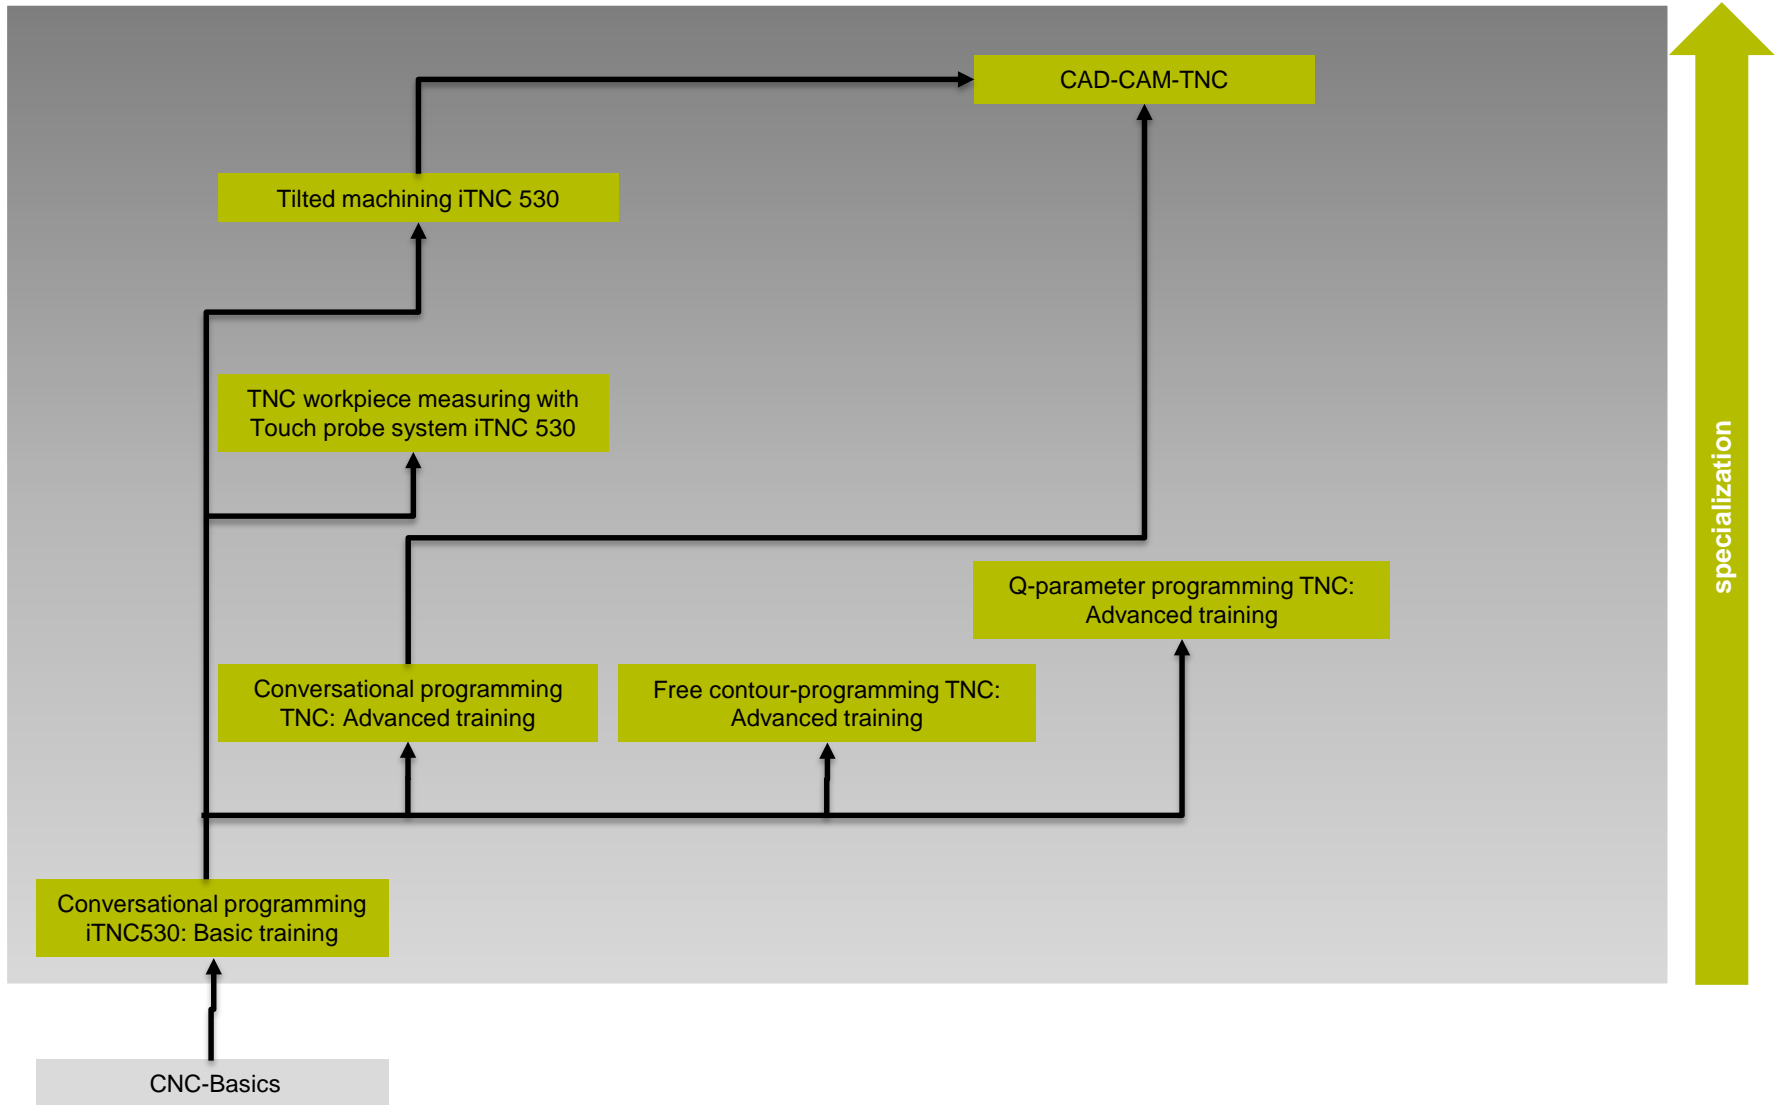 CAD-CAM-TNC
Tilted machining iTNC 530
TNC workpiece measuring with
Touch probe system iTNC 530
specialization
Q-parameter programming TNC:
Advanced training
Conversational programming
TNC: Advanced training
Free contour-programming TNC:
Advanced training
Conversational programming
iTNC530: Basic training
CNC-Basics